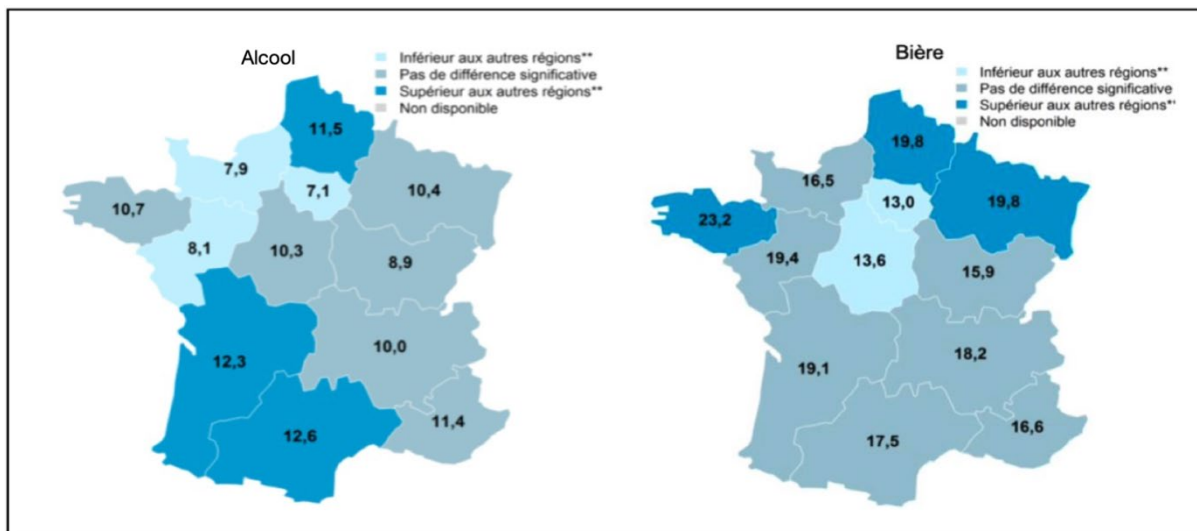 Alcool
Inférieur aux autres régions**
Pas de différence significative
Supérieur aux autres régions**
Non disponible
11,5
7,9
7,1
10,4
10,7
8,1
10,3
8,9
10,0
12,3
11,4
12,6
Bière
Inférieur aux autres régions**
Pas de différence significative
Supérieur aux autres régions*'
Non disponible
19,8
16,5
13,0
19,8
23,2
19,4
13,6
15,9
18,2
19,1
16,6
17,5